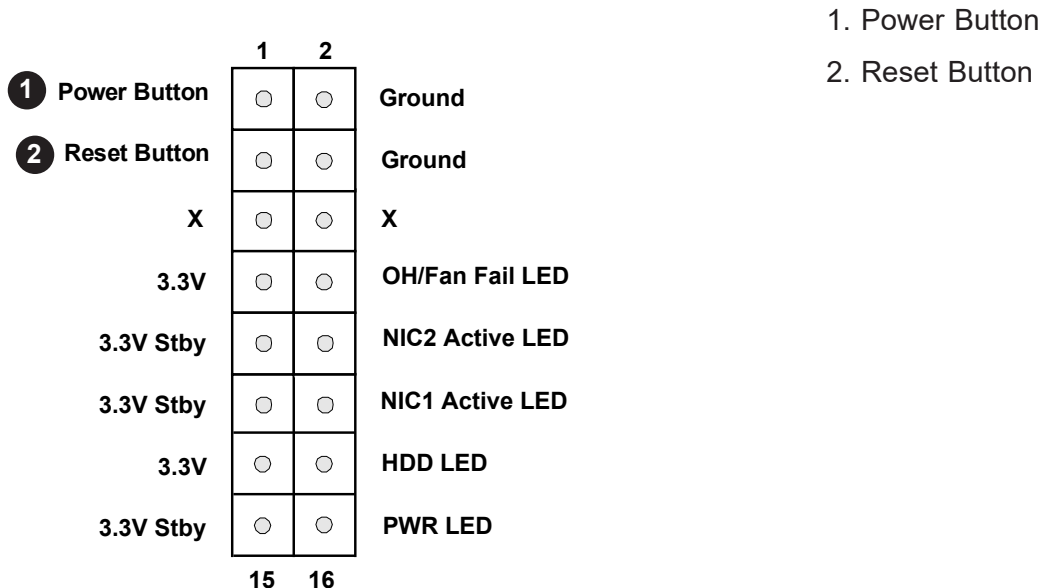 1. Power Button
2. Reset Button
1 2
1 Power Button Ground
2 Reset Button Ground
X X
3.3V OH/Fan Fail LED
3.3V Stby NIC2 Active LED
3.3V Stby NIC1 Active LED
3.3V HDD LED
3.3V Stby PWR LED
15 16